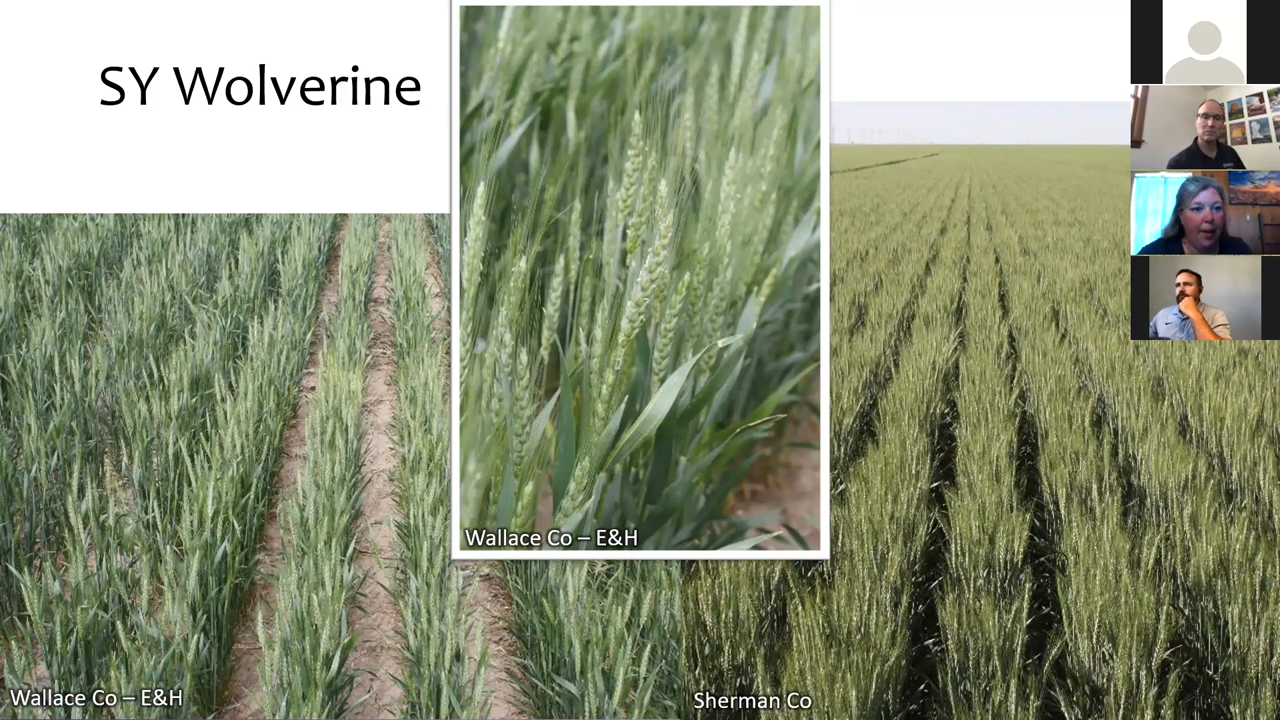 SY Wolverine
Wallace Co – E&H
Wallace Co – E&H
Sherman Co